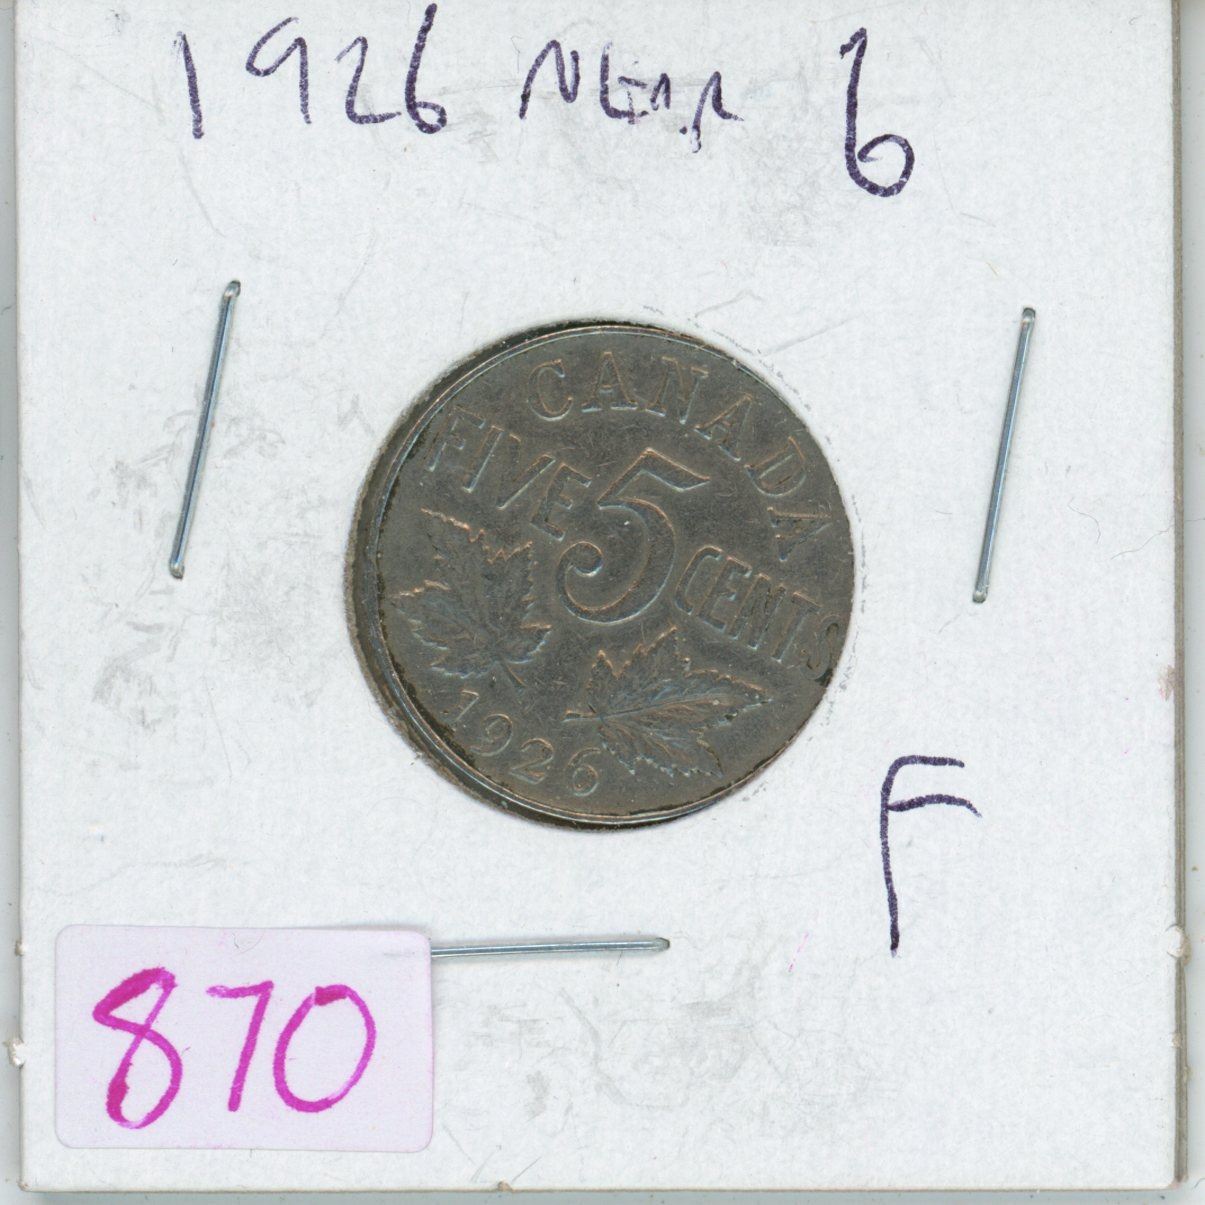 1926 Near 6
CANADA
FIVE 5 CENTS
1926
F
870